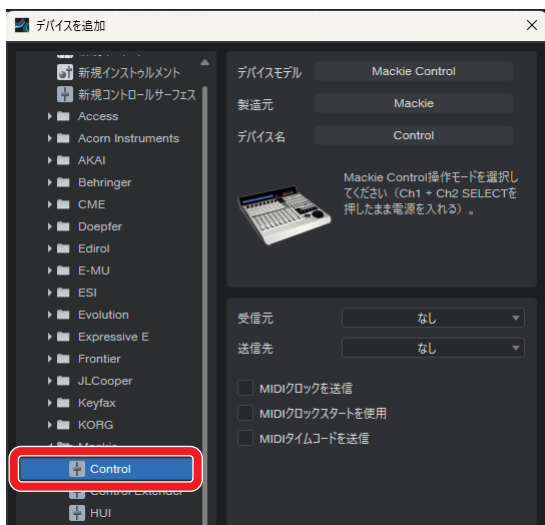 デバイスを追加
新規インストゥルメント
新規コントロールサーフェス
Access
Acorn Instruments
AKAI
Behringer
CME
Doepfer
Edirol
E-MU
ESI
Evolution
Expressive E
Frontier
JLCooper
Keyfax
KORG
Mackie
Control
Control Extender
HUI
デバイスモデル Mackie Control
製造元 Mackie
デバイス名 Control
Mackie Control操作モードを選択し
てください（Ch1 + Ch2 SELECTを
押したまま電源を入れる）。
受信元 なし
送信先 なし
MIDIクロックを送信
MIDIクロックスタートを使用
MIDIタイムコードを送信